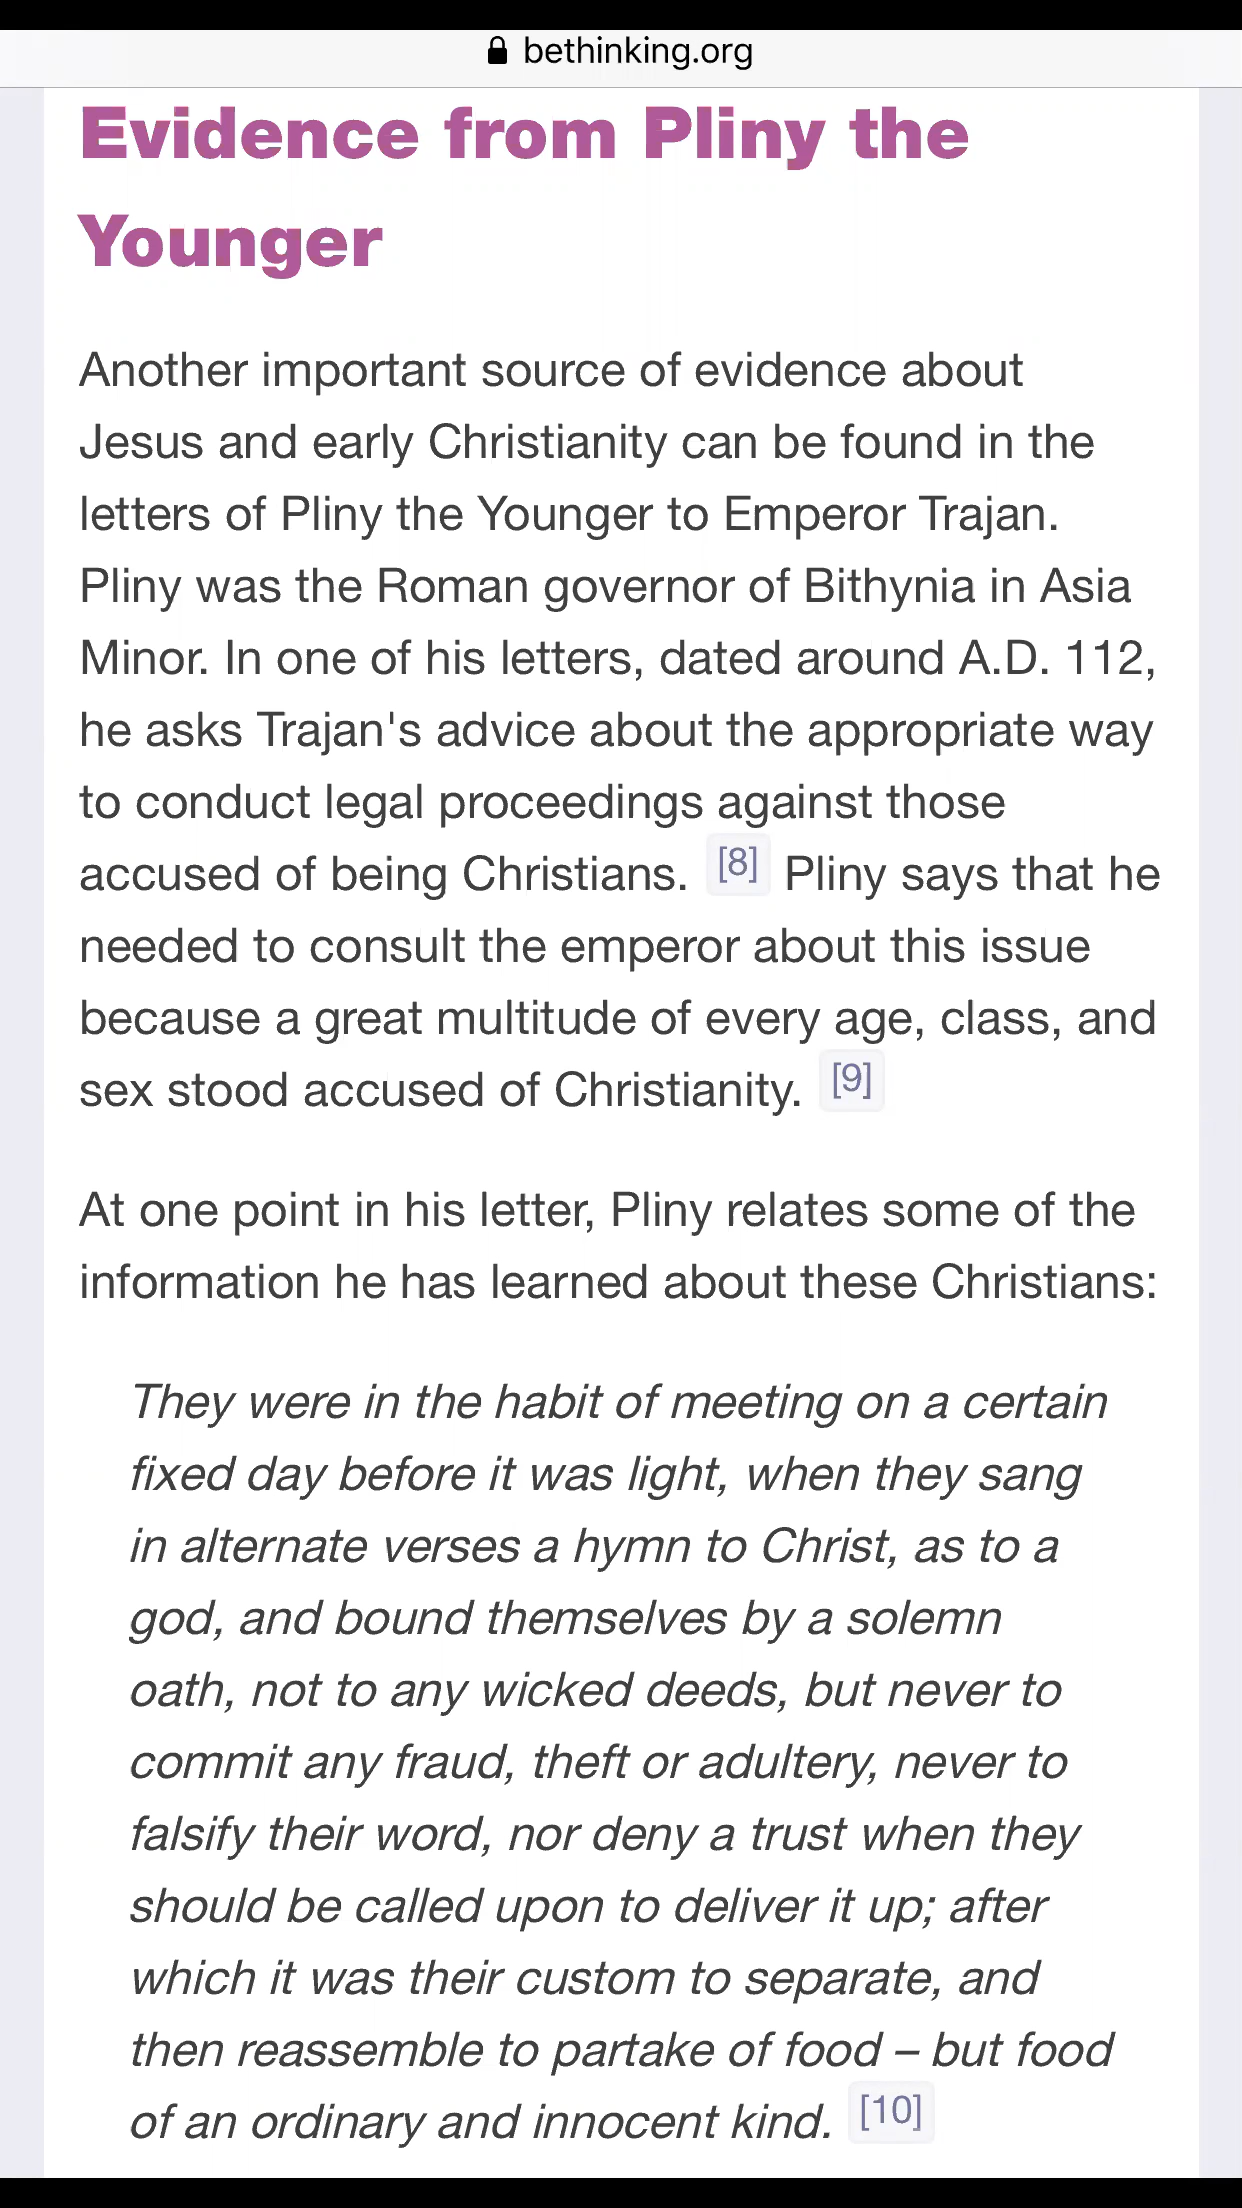 bethinking.org
Evidence from Pliny the
Younger
Another important source of evidence about
Jesus and early Christianity can be found in the
letters of Pliny the Younger to Emperor Trajan.
Pliny was the Roman governor of Bithynia in Asia
Minor. In one of his letters, dated around A.D. 112,
he asks Trajan's advice about the appropriate way
to conduct legal proceedings against those
accused of being Christians. [8] Pliny says that he
needed to consult the emperor about this issue
because a great multitude of every age, class, and
sex stood accused of Christianity. [9]
At one point in his letter, Pliny relates some of the
information he has learned about these Christians:
They were in the habit of meeting on a certain
fixed day before it was light, when they sang
in alternate verses a hymn to Christ, as to a
god, and bound themselves by a solemn
oath, not to any wicked deeds, but never to
commit any fraud, theft or adultery, never to
falsify their word, nor deny a trust when they
should be called upon to deliver it up; after
which it was their custom to separate, and
then reassemble to partake of food – but food
of an ordinary and innocent kind. [10]